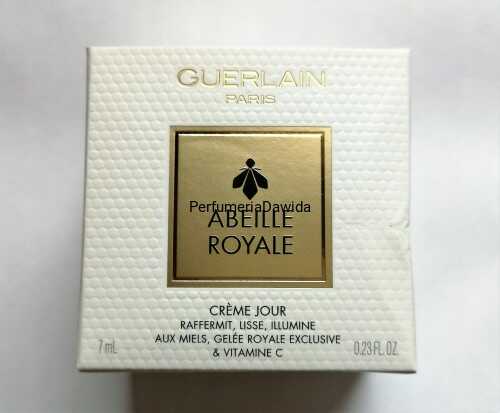 GUERLAIN
PARIS
PerfumeriaDawida
ABEILLE
ROYALE
CRÈME JOUR
RAFFERMIT, LISSE, ILLUMINE
AUX MIELS, GELÉE ROYALE EXCLUSIVE
& VITAMINE C
7 mL 0.23 FL. OZ.